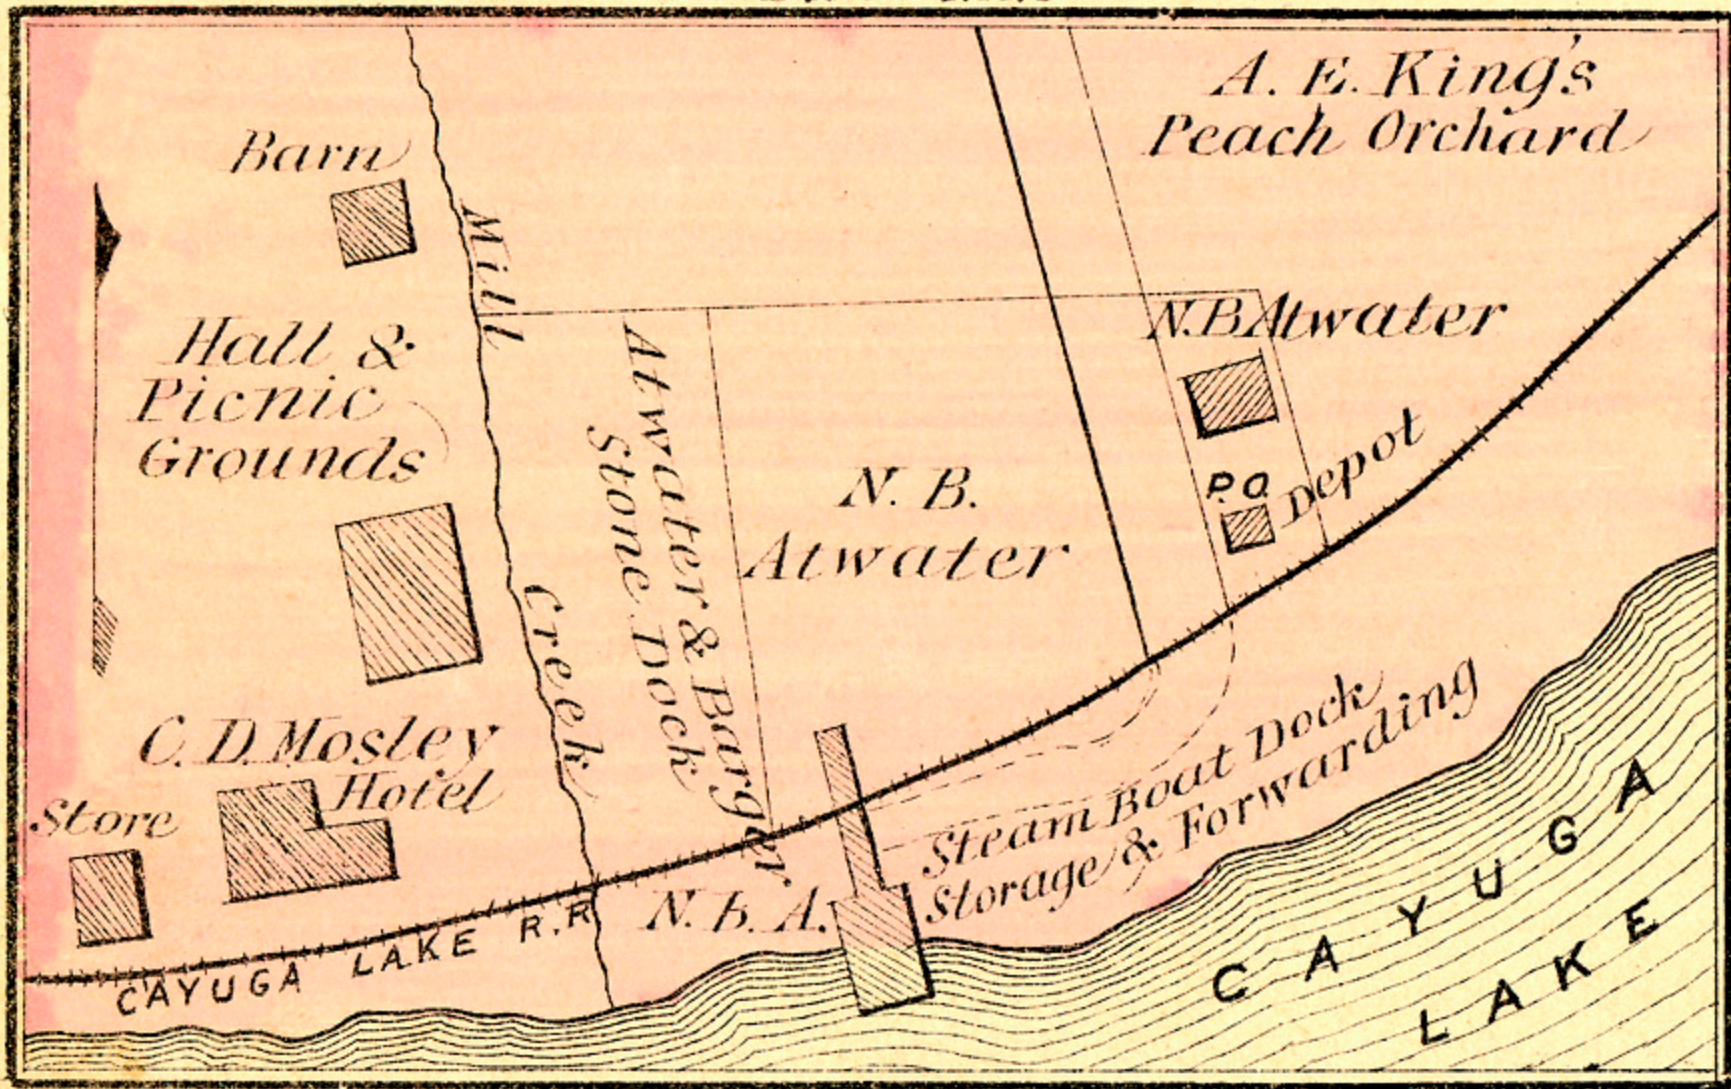 A. E. King's
Peach Orchard
Barn
Mill
Creek
N.B Atwater
Hall &
Picnic
Grounds
Atwater & Barger
Stone Dock
N. B.
Atwater
P.O.
Depot
C. D. Mosley
Hotel
Store
Steam Boat Dock
Storage & Forwarding
N. B. A.
CAYUGA LAKE R.R
CAYUGA
LAKE